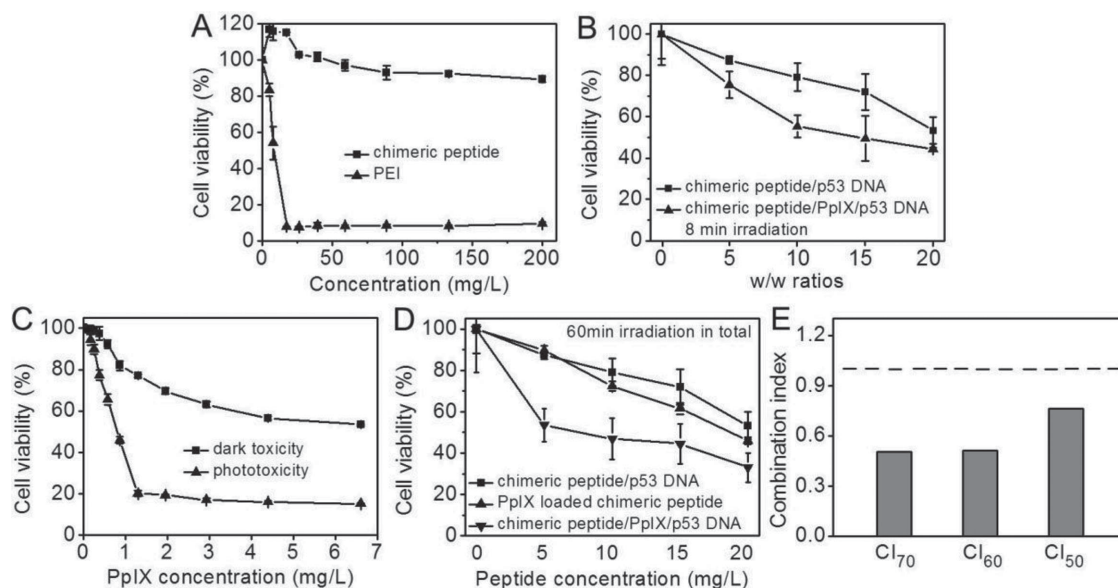 A
120
100
80
60
40
20
0
Cell viability (%)
chimeric peptide
PEI
0 50 100 150 200
Concentration (mg/L)
B
100
80
60
40
20
0
Cell viability (%)
chimeric peptide/p53 DNA
chimeric peptide/PpIX/p53 DNA
8 min irradiation
0 5 10 15 20
w/w ratios
C
100
80
60
40
20
0
Cell viability (%)
dark toxicity
phototoxicity
0 1 2 3 4 5 6 7
PpIX concentration (mg/L)
D
60min irradiation in total
100
80
60
40
20
0
Cell viability (%)
chimeric peptide/p53 DNA
PpIX loaded chimeric peptide
chimeric peptide/PpIX/p53 DNA
0 5 10 15 20
Peptide concentration (mg/L)
E
1.2
0.9
0.6
0.3
0.0
Combination index
CI70 CI60 CI50